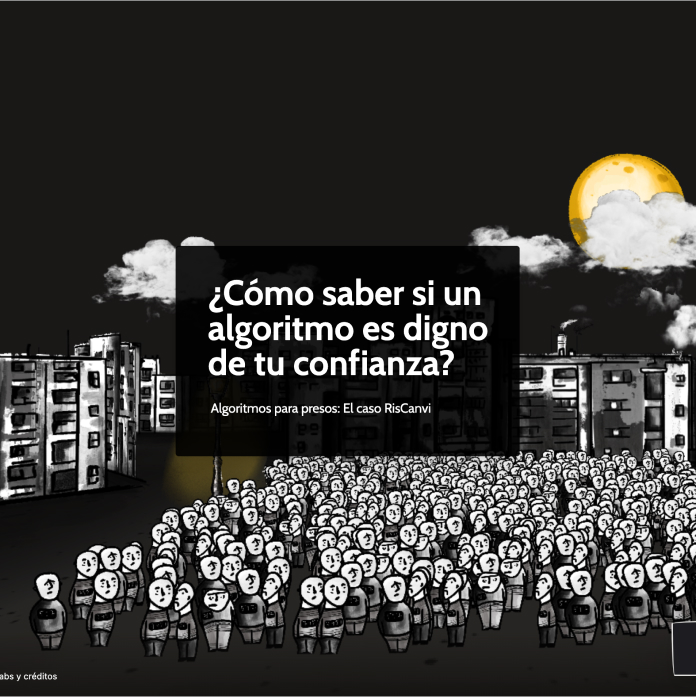 ¿Cómo saber si un
algoritmo es digno
de tu confianza?
Algoritmos para presos: El caso RisCanvi
abs y créditos